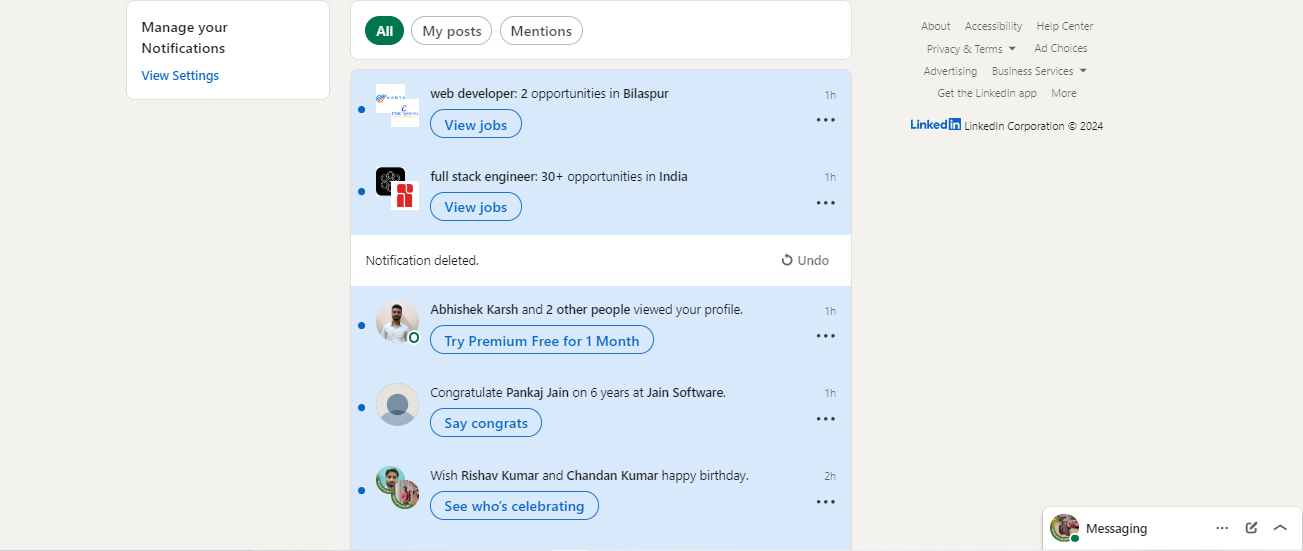 Manage your
Notifications
View Settings
All
My posts
Mentions
web developer: 2 opportunities in Bilaspur
1h
View jobs
full stack engineer: 30+ opportunities in India
1h
View jobs
Notification deleted.
Undo
Abhishek Karsh and 2 other people viewed your profile.
1h
Try Premium Free for 1 Month
Congratulate Pankaj Jain on 6 years at Jain Software.
1h
Say congrats
Wish Rishav Kumar and Chandan Kumar happy birthday.
2h
See who's celebrating
About Accessibility Help Center
Privacy & Terms Ad Choices
Advertising Business Services
Get the LinkedIn app More
LinkedIn LinkedIn Corporation © 2024
Messaging